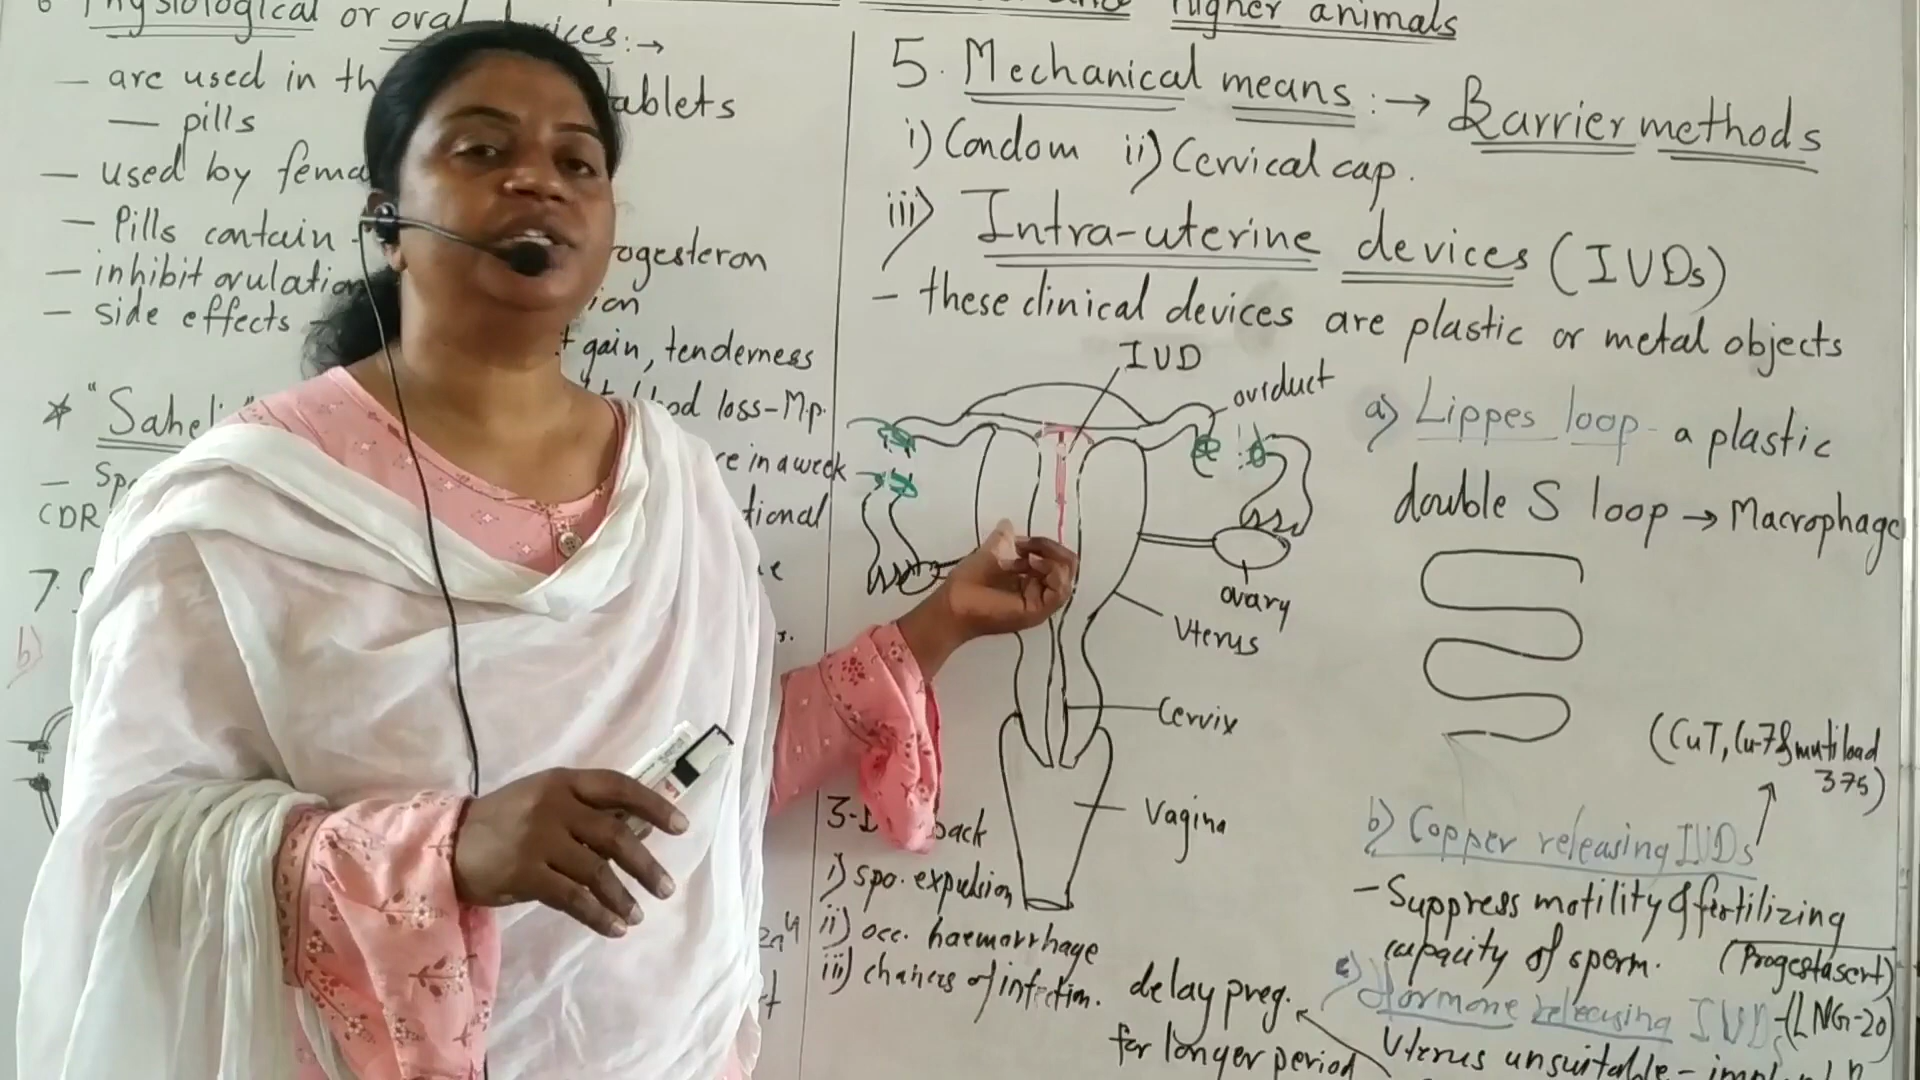 6 Physiological or oral devices:→
— are used in th tablets
— pills
— used by fema
— Pills contain - rogesteron
— inhibit ovulation ion
— side effects - t gain, tenderness
blood loss-M.p.
* "Saheli" re in a week
— Sp tional
CDR
7.
b)
higher animals
5. Mechanical means:→ Barrier methods
i) Condom ii) Cervical cap.
iii) Intra-uterine devices (IUDs)
- these clinical devices are plastic or metal objects
IUD
oviduct
ovary
Uterus
Cervix
Vagina
3-D back
i) spo. expulsion
ii) occ. haemorrhage
iii) chances of infection.
a) Lippes loop - a plastic
double S loop → Macrophage
(CuT, Cu-7 & mutiload
375)
b) Copper releasing IUDs
- Suppress motility & fertilizing
capacity of sperm. (Progestasert)
c) Hormone releasing IUDs -(LNG-20)
Uterus unsuitable -
delay preg.
for longer period